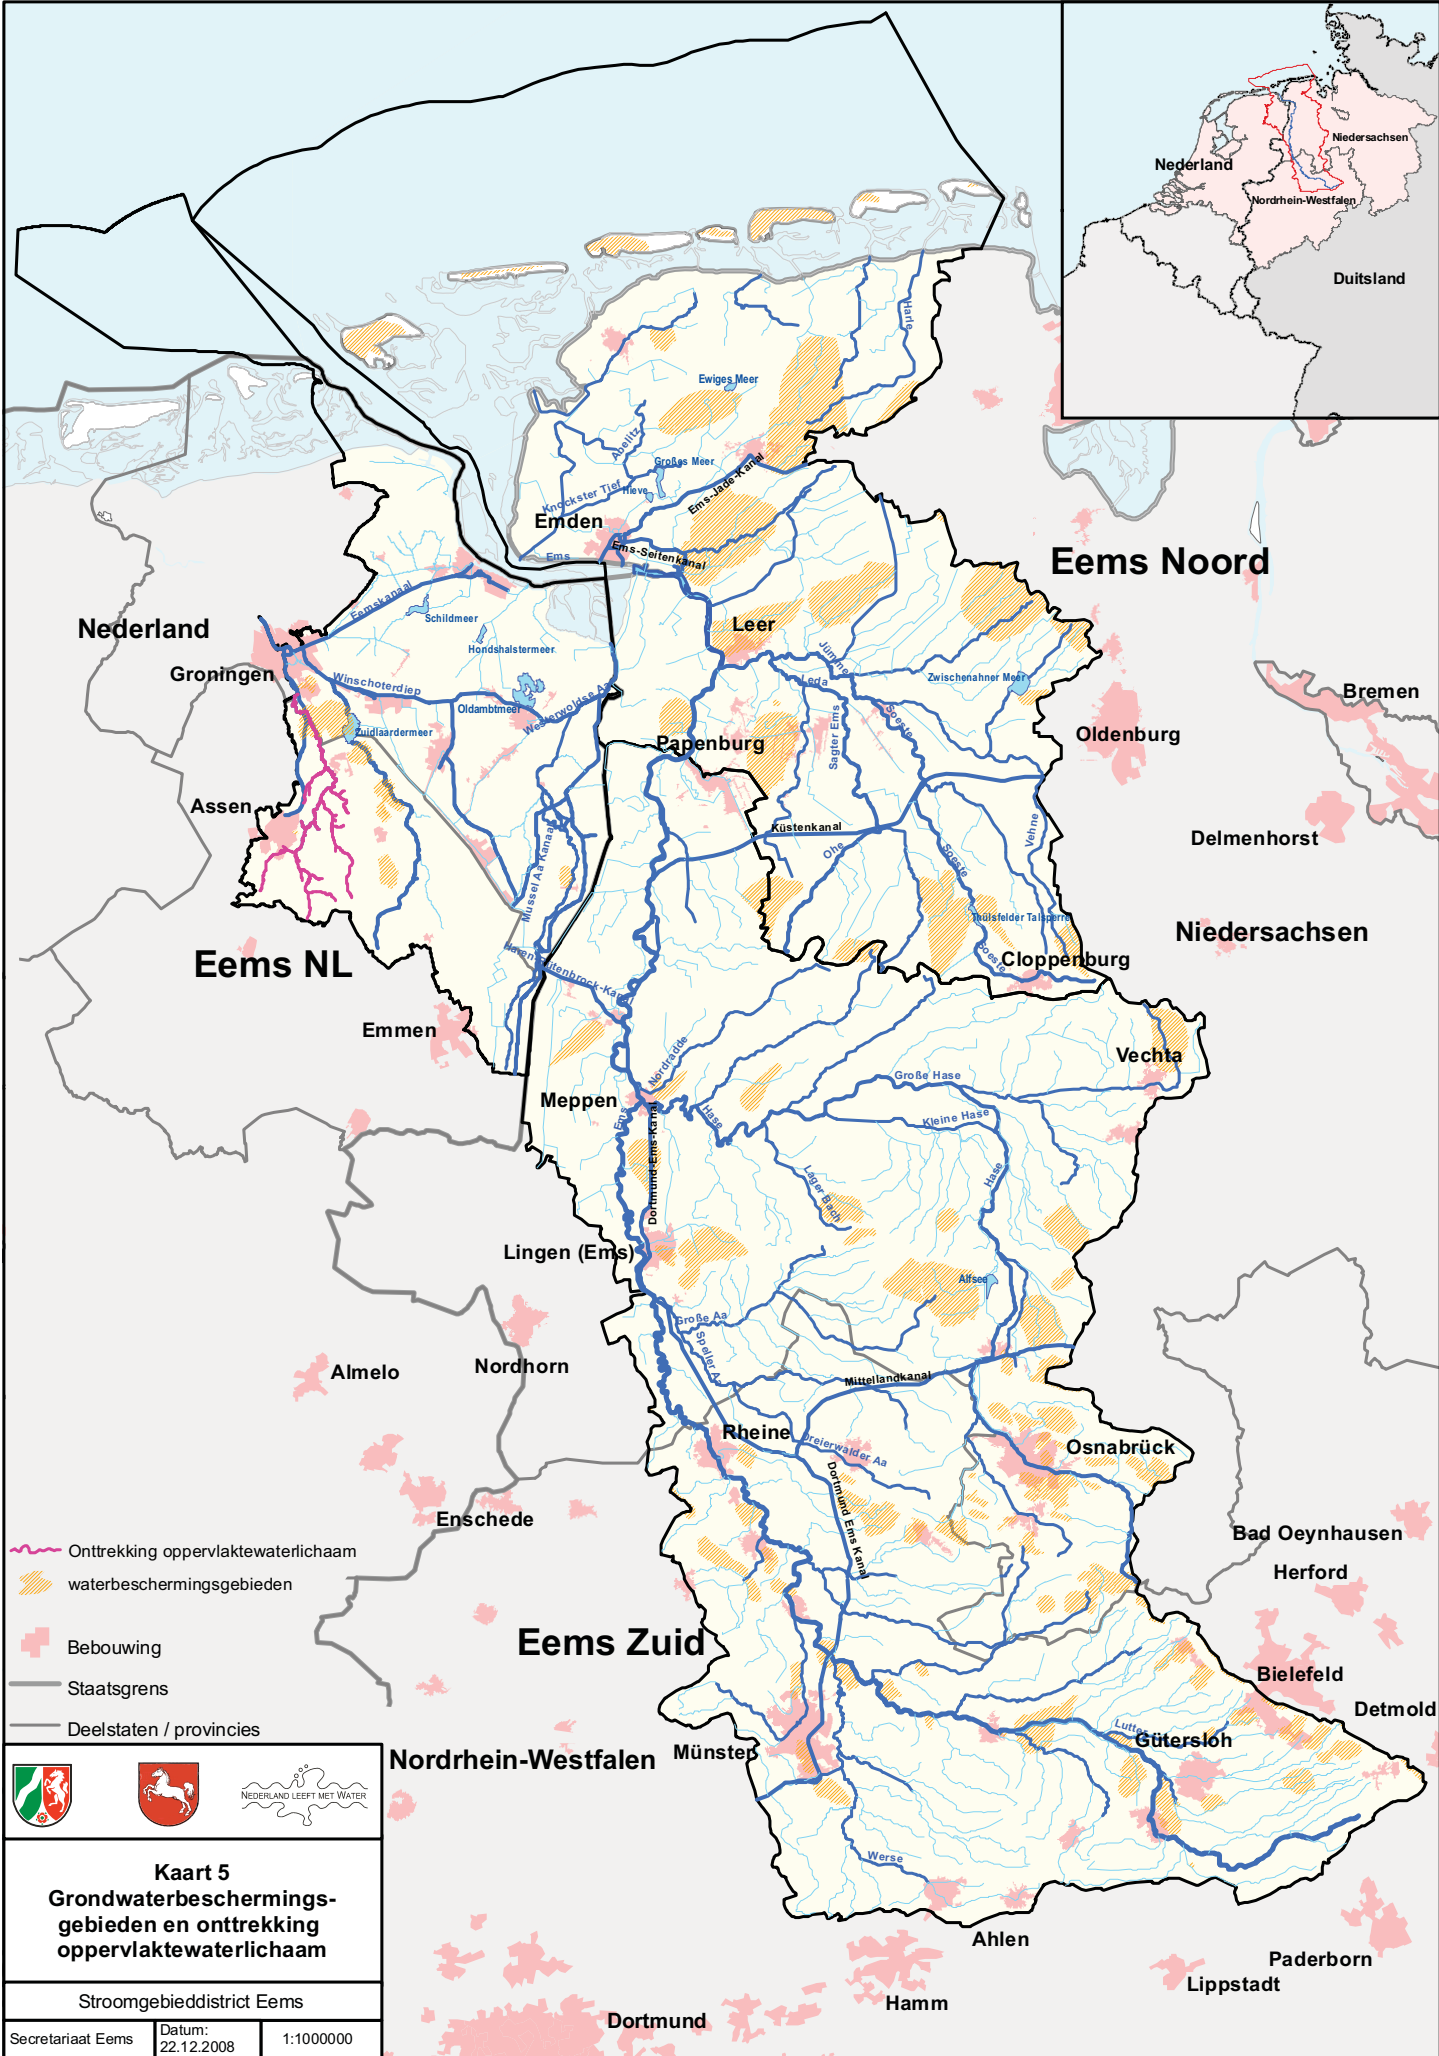 Niedersachsen
Nederland
Nordrhein-Westfalen
Duitsland
Harle
Ewiges Meer
Abelitz
Großes Meer
Hieve
Knockster Tief
Ems-Jade-Kanal
Emden
Ems-Seitenkanal
Ems
Eems Noord
Eemskanaal
Schildmeer
Nederland
Hondshalstermeer
Leer
Groningen
Winschoterdiep
Jümme
Leda
Zwischenahner Meer
Bremen
Oldambtmeer
Westerwoldse Aa
Soeste
Zuidlaardermeer
Sagter Ems
Papenburg
Oldenburg
Assen
Küstenkanal
Vehne
Delmenhorst
Ohe
Soeste
Mussel Aa Kanaal
Thülsfelder Talsperre
Niedersachsen
Eems NL
Haren-Rütenbrock-Kanal
Soeste
Cloppenburg
Emmen
Nordradde
Vechta
Große Hase
Meppen
Ems
Hase
Kleine Hase
Dortmund-Ems-Kanal
Hase
Lager Bach
Lingen (Ems)
Alfsee
Große Aa
Speller Aa
Almelo
Nordhorn
Mittellandkanal
Rheine
Dreierwalder Aa
Osnabrück
Dortmund Ems Kanal
Enschede
Bad Oeynhausen
Herford
Onttrekking oppervlaktewaterlichaam
waterbeschermingsgebieden
Bebouwing
Staatsgrens
Deelstaten / provincies
Eems Zuid
Bielefeld
Detmold
Lutter
Gütersloh
Nordrhein-Westfalen
Münster
NEDERLAND LEEFT MET WATER
Werse
Kaart 5
Grondwaterbeschermings-
gebieden en onttrekking
oppervlaktewaterlichaam
Ahlen
Paderborn
Lippstadt
Hamm
Dortmund
Stroomgebieddistrict Eems
Secretariaat Eems
Datum:
22.12.2008
1:1000000